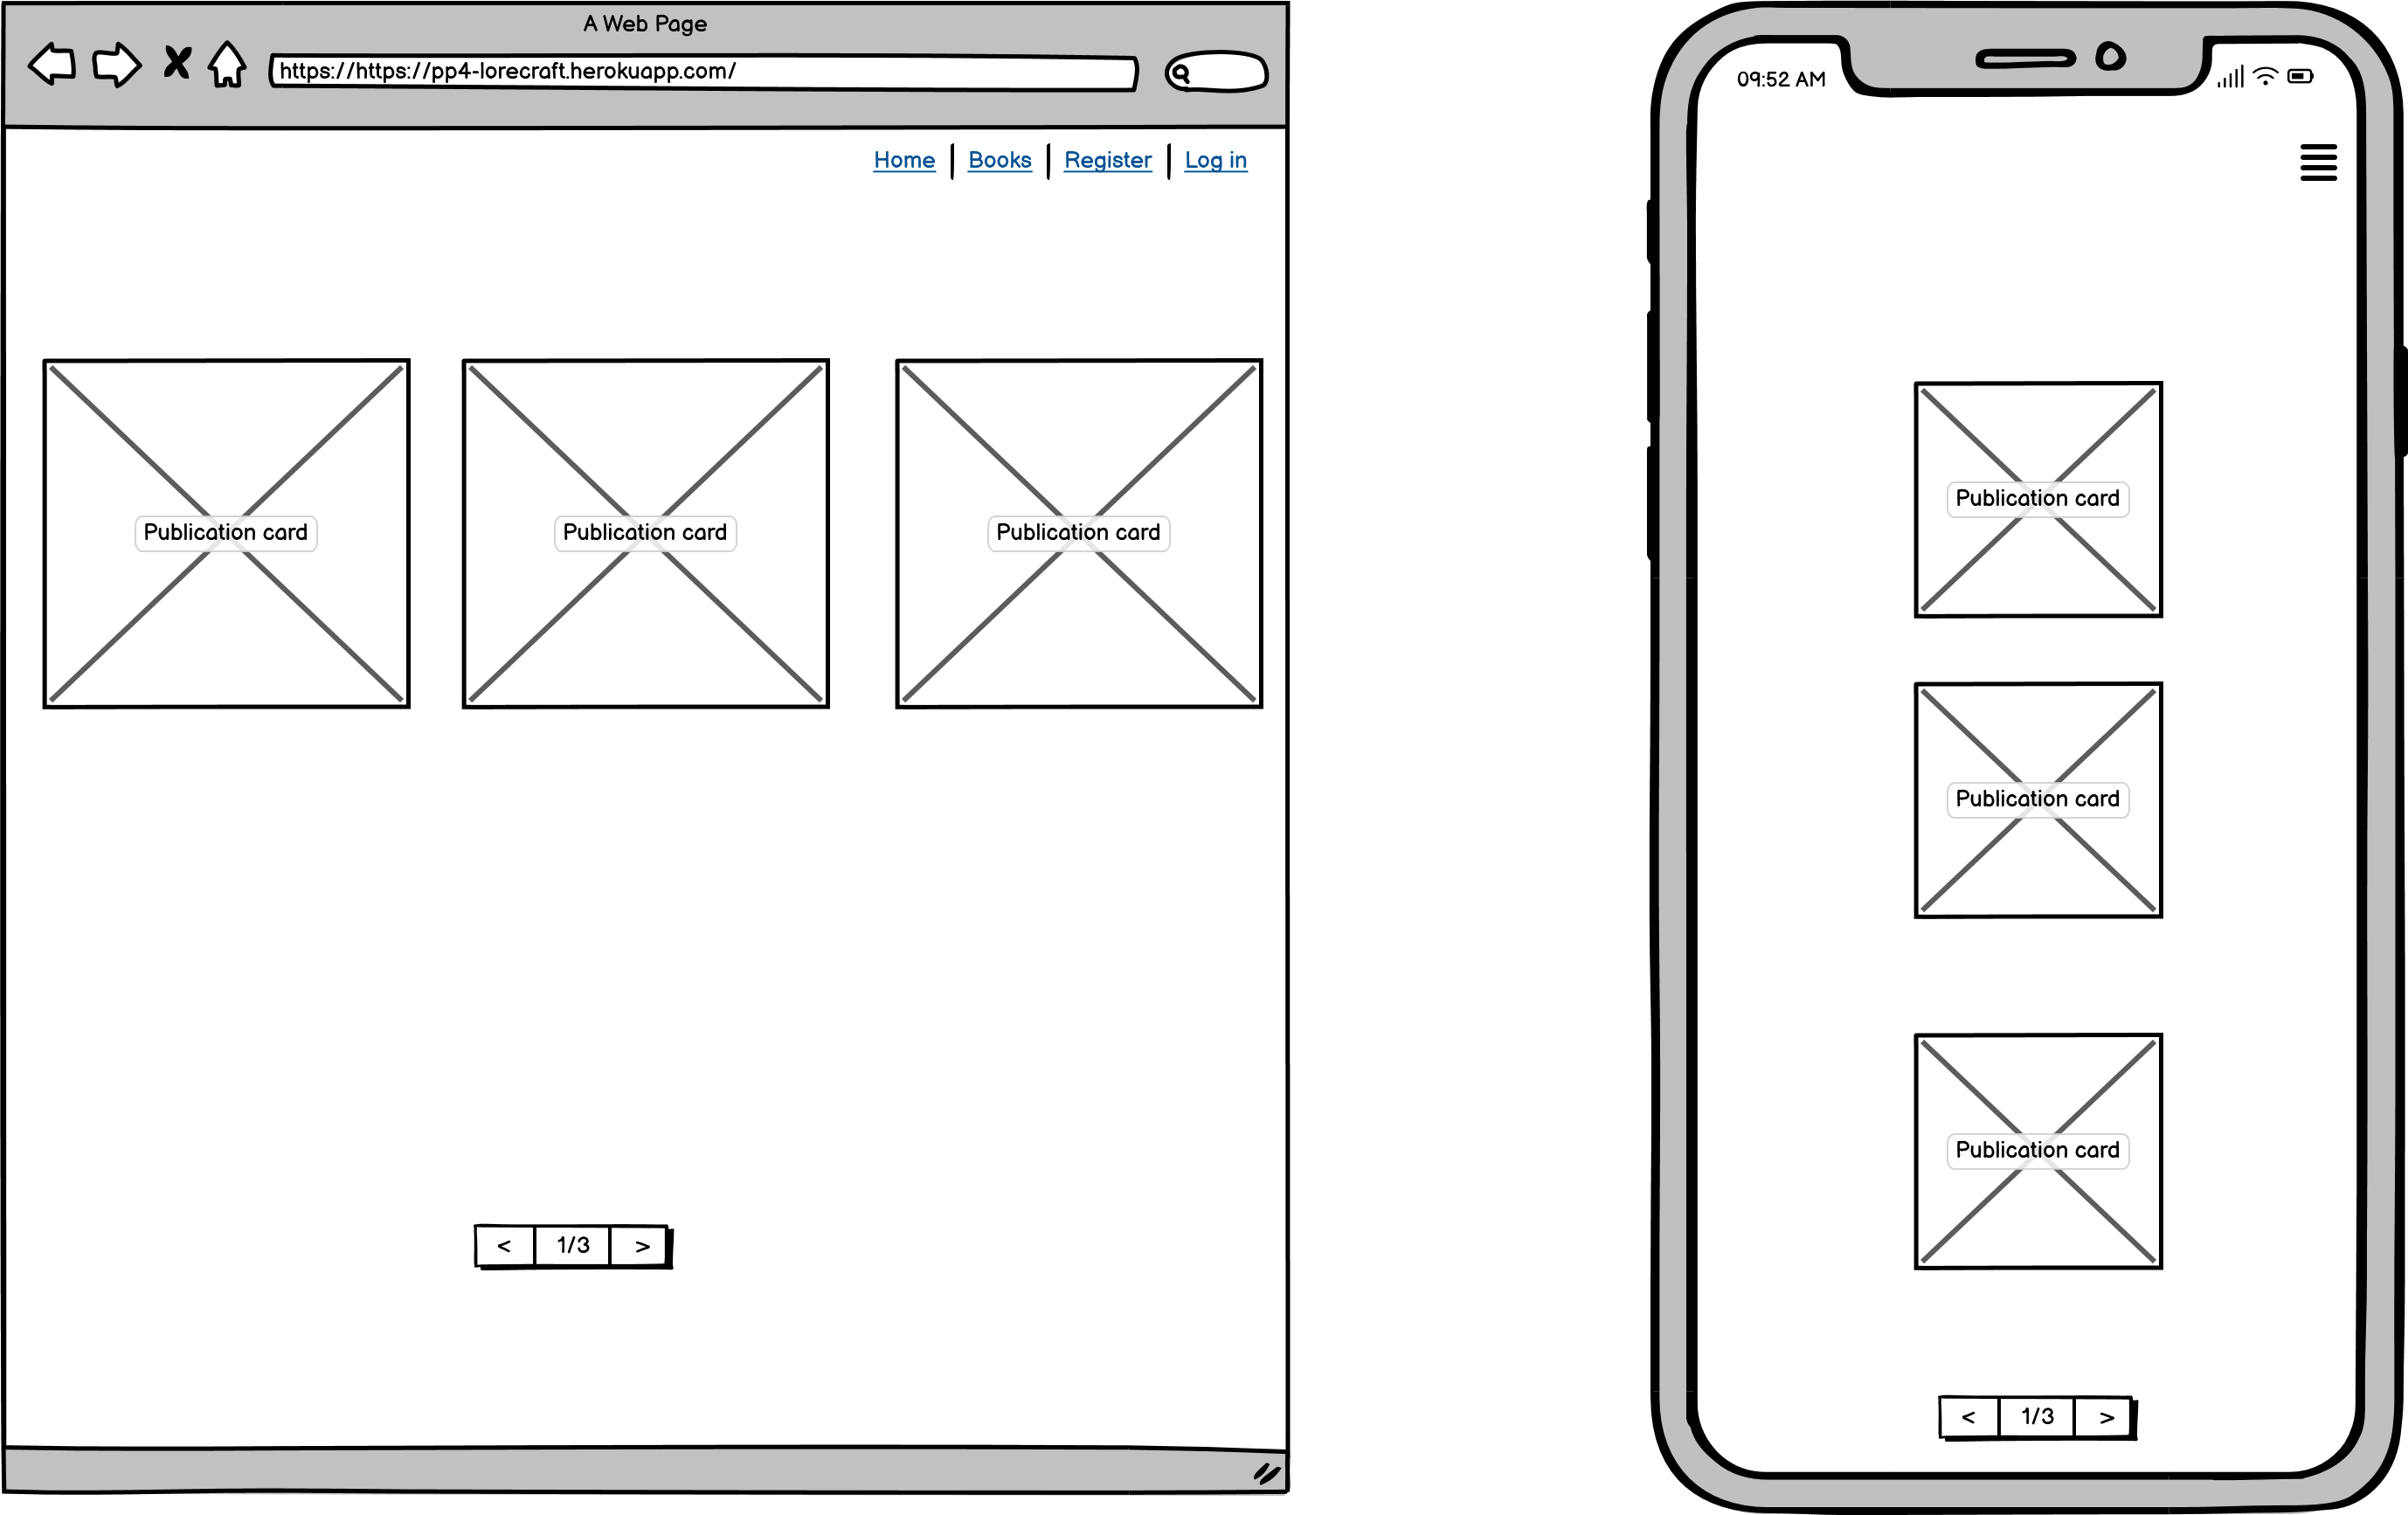 A Web Page
https://https://pp4-lorecraft.herokuapp.com/
Home | Books | Register | Log in
Publication card
Publication card
Publication card
< 1/3 >
09:52 AM
Publication card
Publication card
Publication card
< 1/3 >